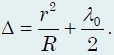 Δ = r²/R + λ₀/2 .